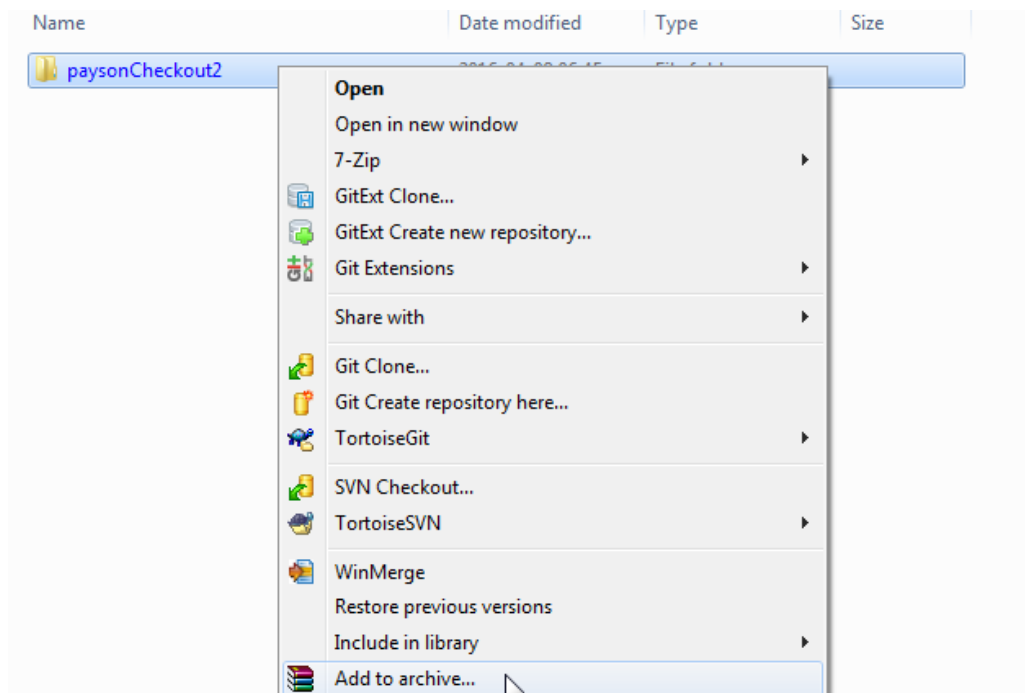 Name Date modified Type Size
paysonCheckout2
Open
Open in new window
7-Zip
GitExt Clone...
GitExt Create new repository...
Git Extensions
Share with
Git Clone...
Git Create repository here...
TortoiseGit
SVN Checkout...
TortoiseSVN
WinMerge
Restore previous versions
Include in library
Add to archive...